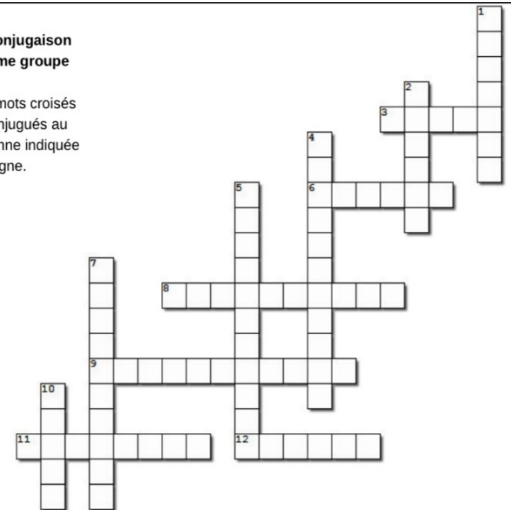 onjugaison
me groupe
mots croisés
njugués au
nne indiquée
gne.
1
2
3
4
5 6
7
8
9
10
11 12